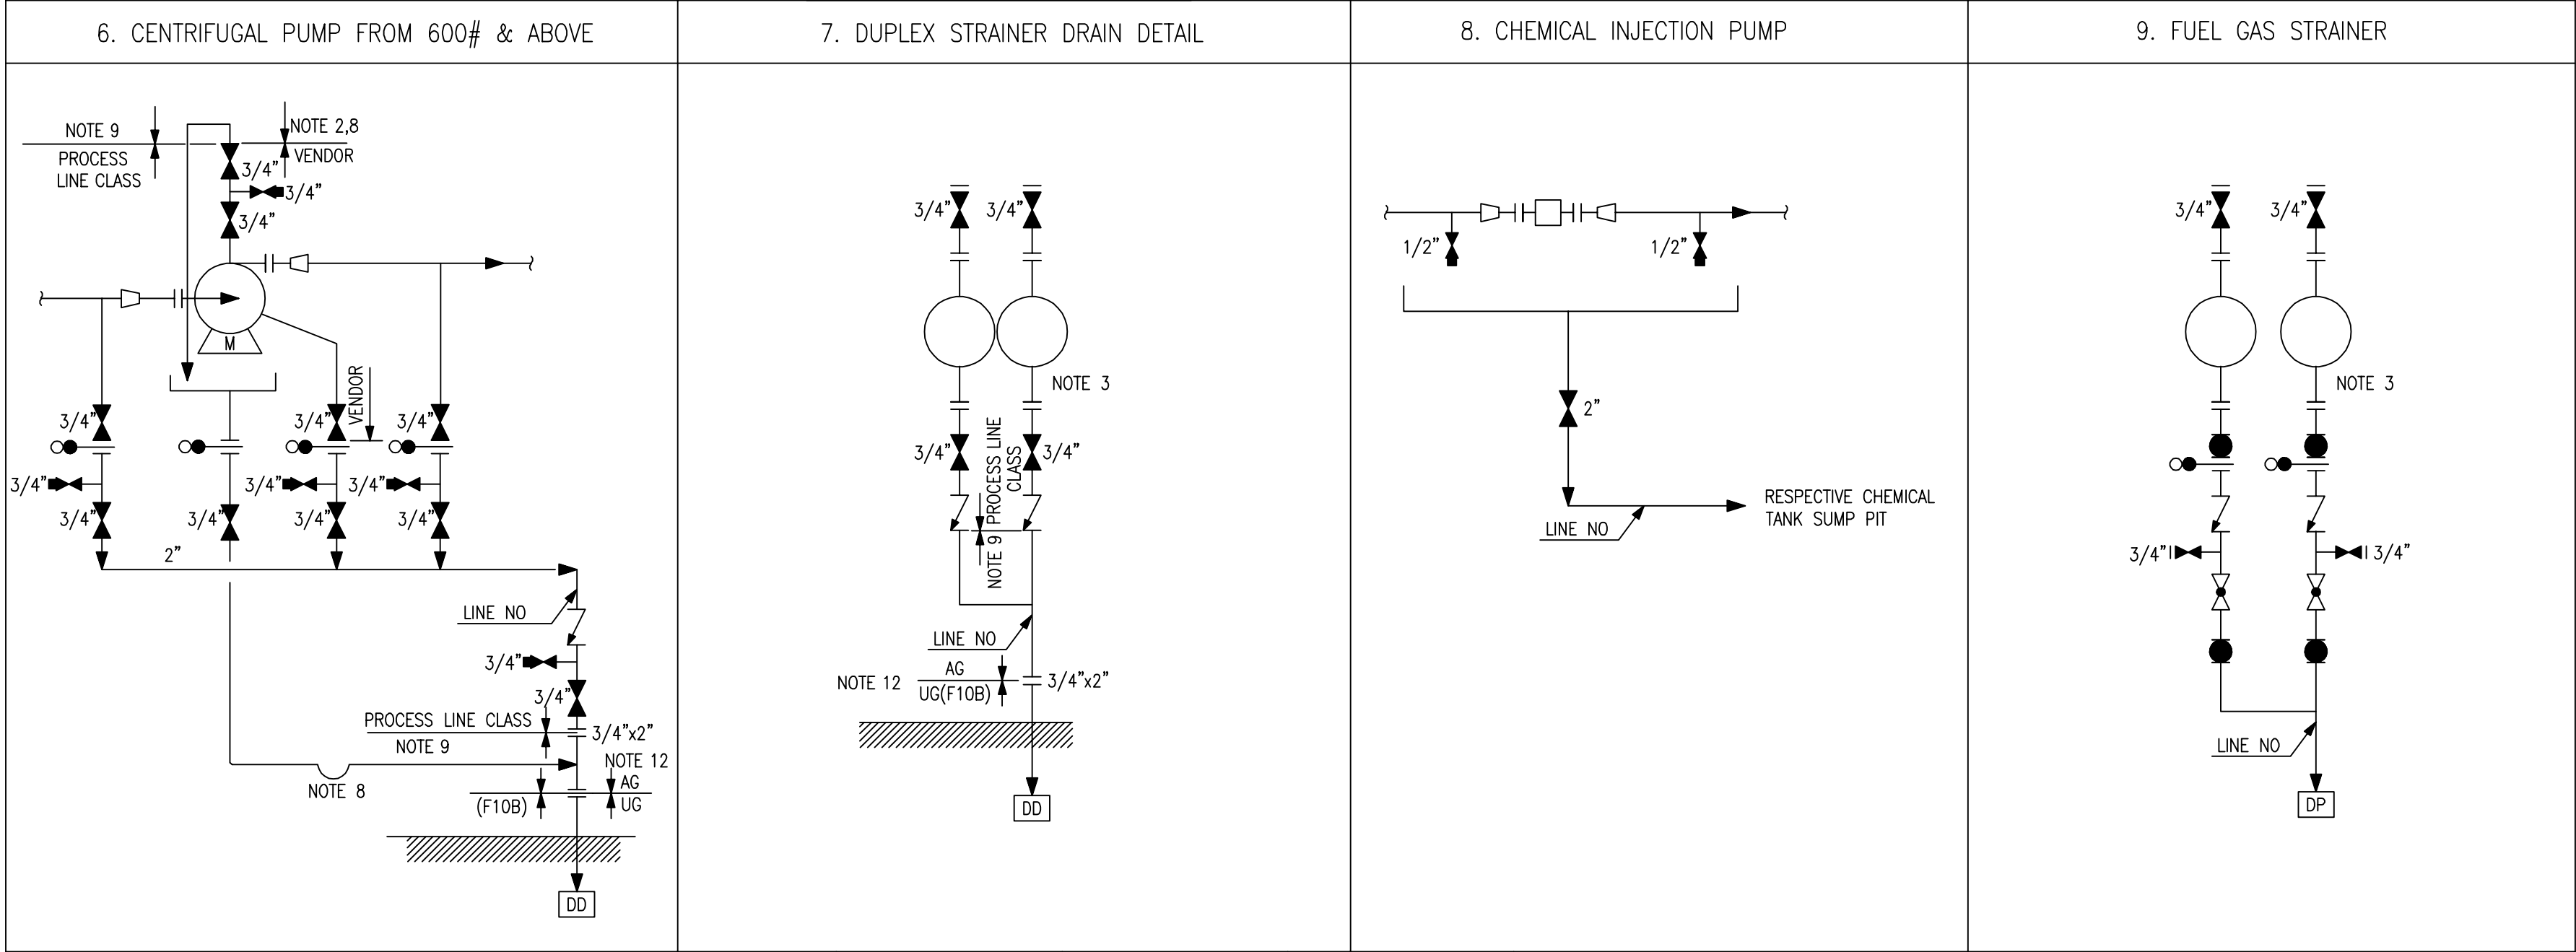 6. CENTRIFUGAL PUMP FROM 600# & ABOVE
NOTE 9
PROCESS
LINE CLASS
NOTE 2,8
VENDOR
3/4"
3/4"
3/4"
M
VENDOR
3/4"
3/4"
3/4"
3/4"
3/4"
3/4"
3/4"
3/4"
3/4"
3/4"
2"
LINE NO
3/4"
3/4"
PROCESS LINE CLASS
NOTE 9
3/4"x2"
NOTE 8
NOTE 12
AG
UG
(F10B)
DD
7. DUPLEX STRAINER DRAIN DETAIL
3/4"
3/4"
NOTE 3
3/4"
3/4"
NOTE 9 PROCESS LINE
CLASS
LINE NO
NOTE 12
AG
UG(F10B)
3/4"x2"
DD
8. CHEMICAL INJECTION PUMP
1/2"
1/2"
2"
LINE NO
RESPECTIVE CHEMICAL
TANK SUMP PIT
9. FUEL GAS STRAINER
3/4"
3/4"
NOTE 3
3/4"
3/4"
LINE NO
DP